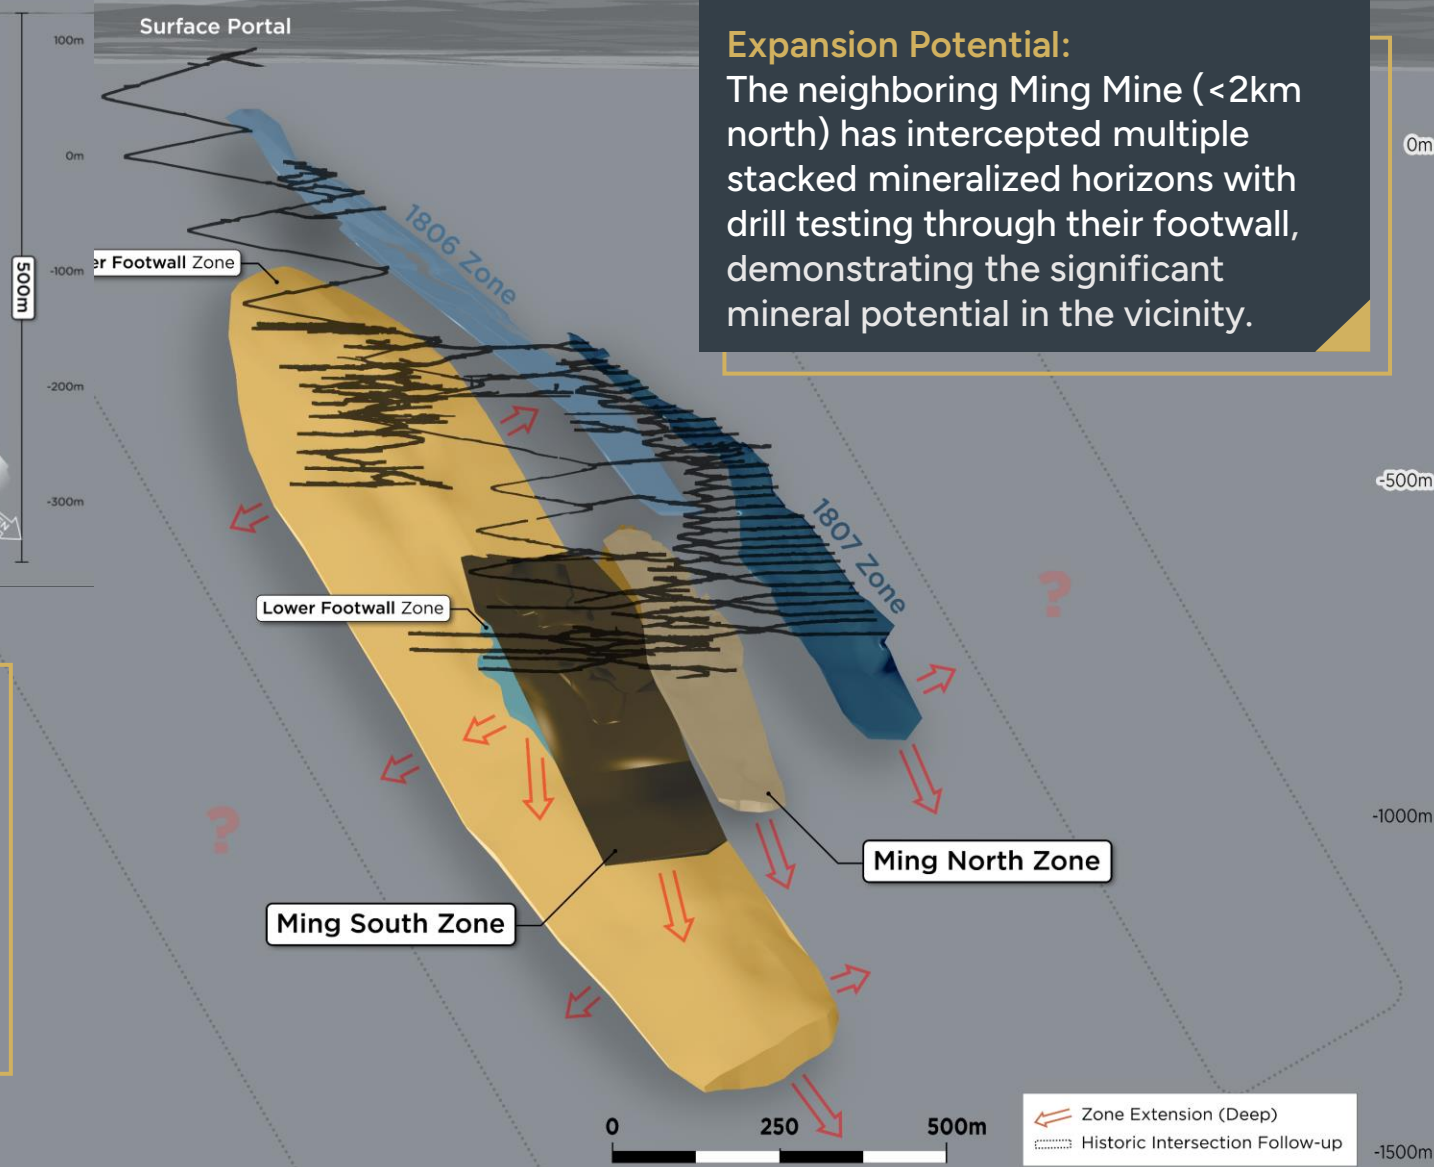 Surface Portal
Expansion Potential:
The neighboring Ming Mine (<2km
north) has intercepted multiple
stacked mineralized horizons with
drill testing through their footwall,
demonstrating the significant
mineral potential in the vicinity.
100m
0m
-100m
-200m
-300m
500m
0m
-500m
-1000m
-1500m
1806 Zone
er Footwall Zone
1807 Zone
?
Lower Footwall Zone
?
Ming North Zone
Ming South Zone
0 250 500m
Zone Extension (Deep)
Historic Intersection Follow-up